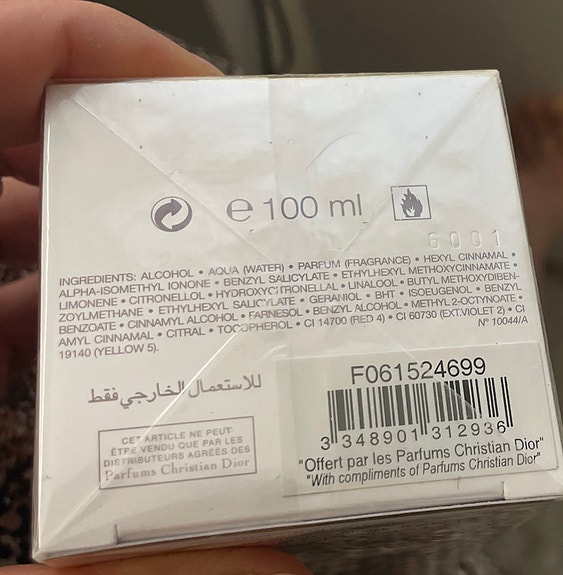 e 100 ml
6001
INGREDIENTS: ALCOHOL • AQUA (WATER) • PARFUM (FRAGRANCE) • HEXYL CINNAMAL •
ALPHA-ISOMETHYL IONONE • BENZYL SALICYLATE • ETHYLHEXYL METHOXYCINNAMATE •
LIMONENE • CITRONELLOL • HYDROXYCITRONELLAL • LINALOOL • BUTYL METHOXYDIBEN-
ZOYLMETHANE • ETHYLHEXYL SALICYLATE • GERANIOL • BHT • ISOEUGENOL • BENZYL
BENZOATE • CINNAMYL ALCOHOL • FARNESOL • BENZYL ALCOHOL • METHYL 2-OCTYNOATE •
AMYL CINNAMAL • CITRAL • TOCOPHEROL • CI 14700 (RED 4) • CI 60730 (EXT.VIOLET 2) • CI
19140 (YELLOW 5).
N° 10044/A
للاستعمال الخارجي فقط
CET ARTICLE NE PEUT
ÊTRE VENDU QUE PAR LES
DISTRIBUTEURS AGRÉÉS DES
Parfums Christian Dior
F061524699
3 348901 312936
"Offert par les Parfums Christian Dior"
"With compliments of Parfums Christian Dior"